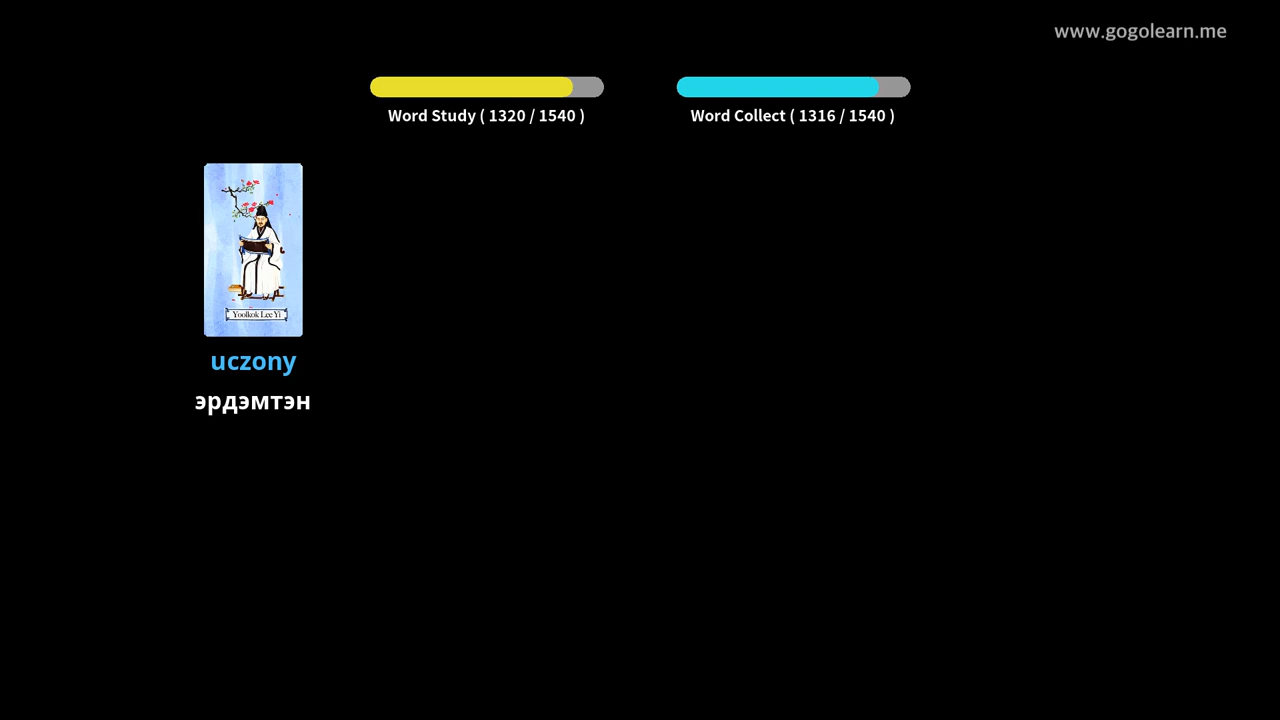 www.gogolearn.me
Word Study ( 1320 / 1540 )
Word Collect ( 1316 / 1540 )
Yoolkok Lee Yi
uczony
эрдэмтэн